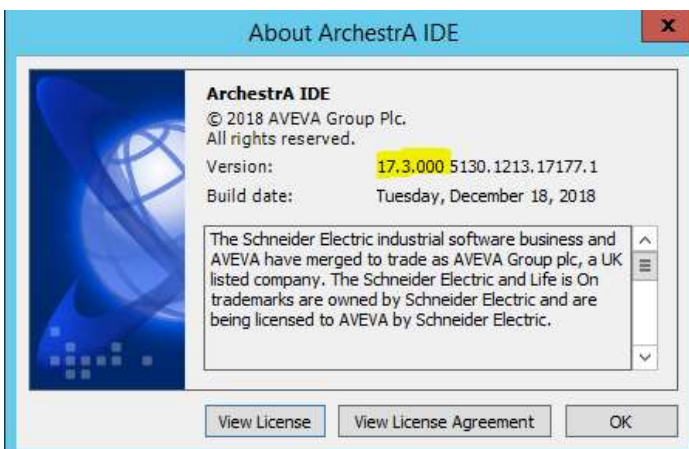 About ArchestrA IDE
x
ArchestrA IDE
© 2018 AVEVA Group Plc.
All rights reserved.
Version: 17.3.000 5130.1213.17177.1
Build date: Tuesday, December 18, 2018
The Schneider Electric industrial software business and
AVEVA have merged to trade as AVEVA Group plc, a UK
listed company. The Schneider Electric and Life is On
trademarks are owned by Schneider Electric and are
being licensed to AVEVA by Schneider Electric.
View License View License Agreement OK